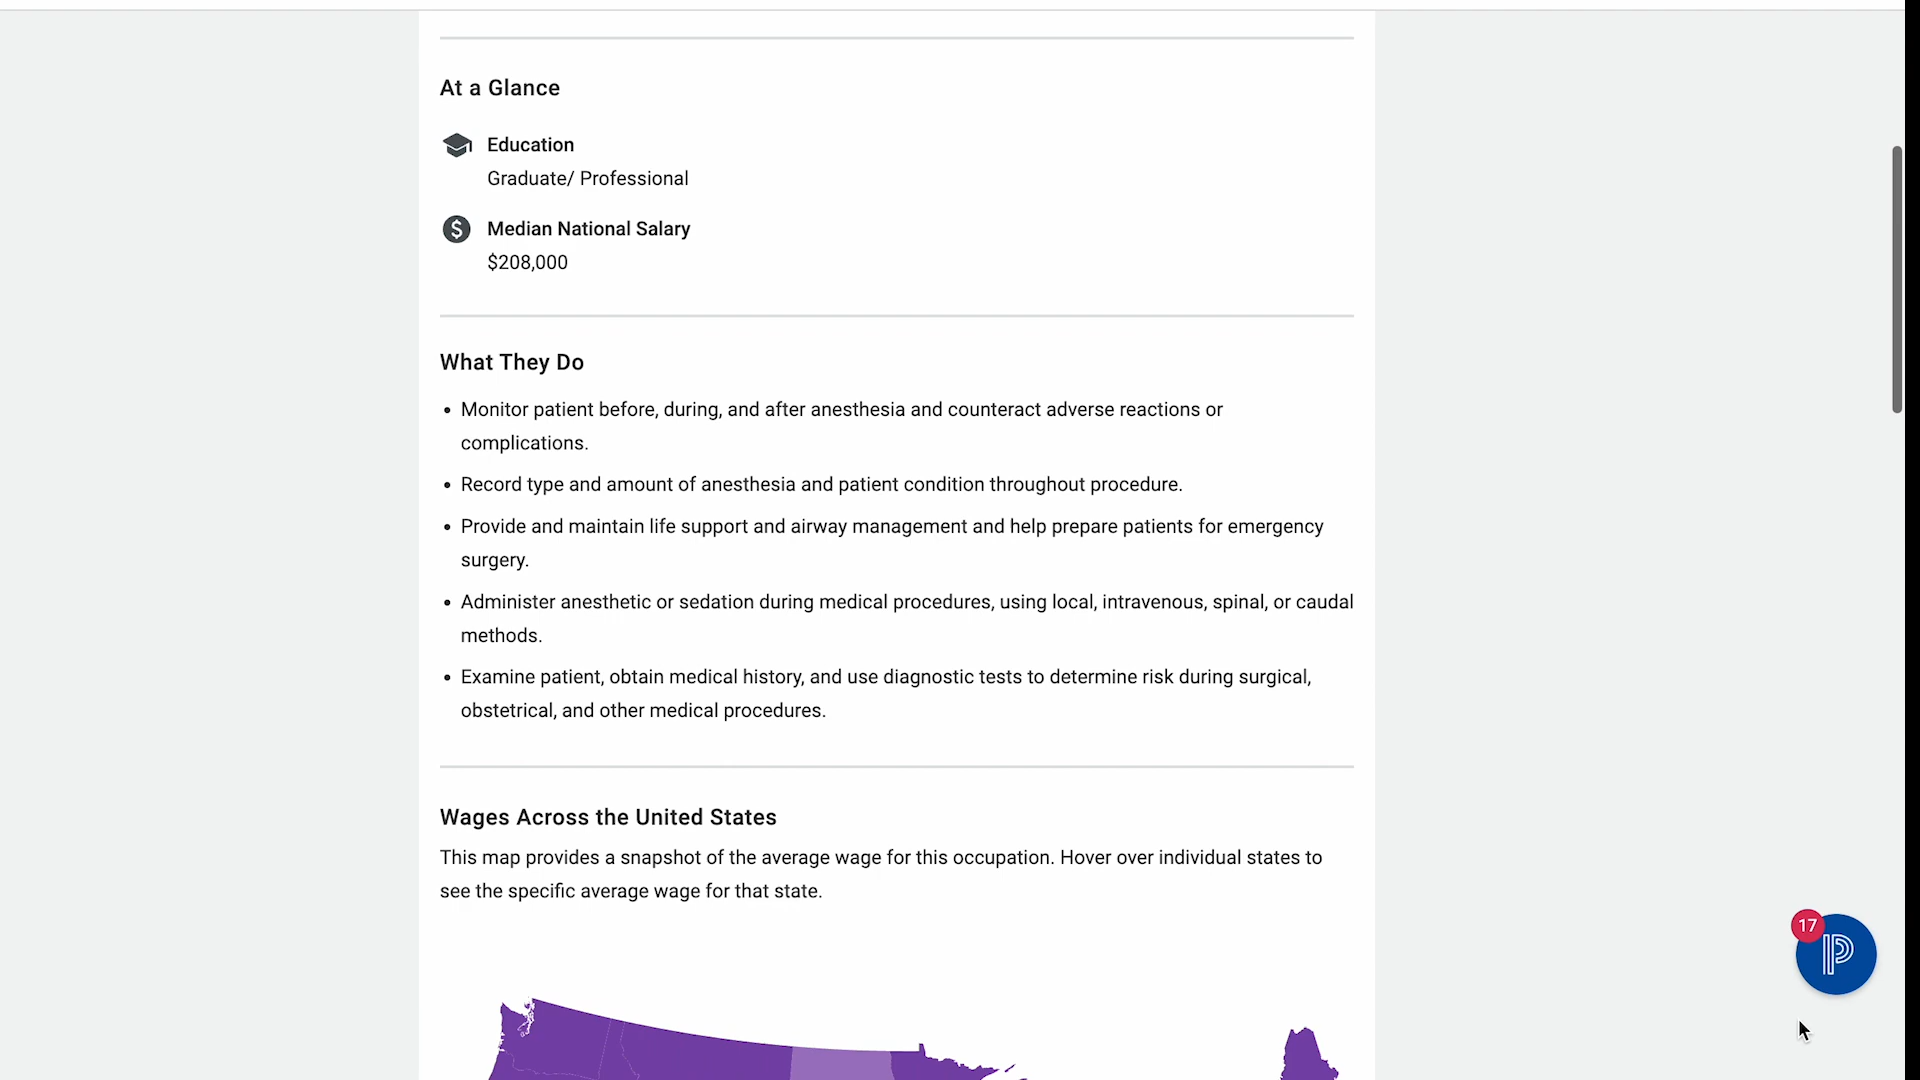 At a Glance
Education
Graduate/ Professional
$
Median National Salary
$208,000
What They Do
• Monitor patient before, during, and after anesthesia and counteract adverse reactions or
complications.
• Record type and amount of anesthesia and patient condition throughout procedure.
• Provide and maintain life support and airway management and help prepare patients for emergency
surgery.
• Administer anesthetic or sedation during medical procedures, using local, intravenous, spinal, or caudal
methods.
• Examine patient, obtain medical history, and use diagnostic tests to determine risk during surgical,
obstetrical, and other medical procedures.
Wages Across the United States
This map provides a snapshot of the average wage for this occupation. Hover over individual states to
see the specific average wage for that state.
17
P